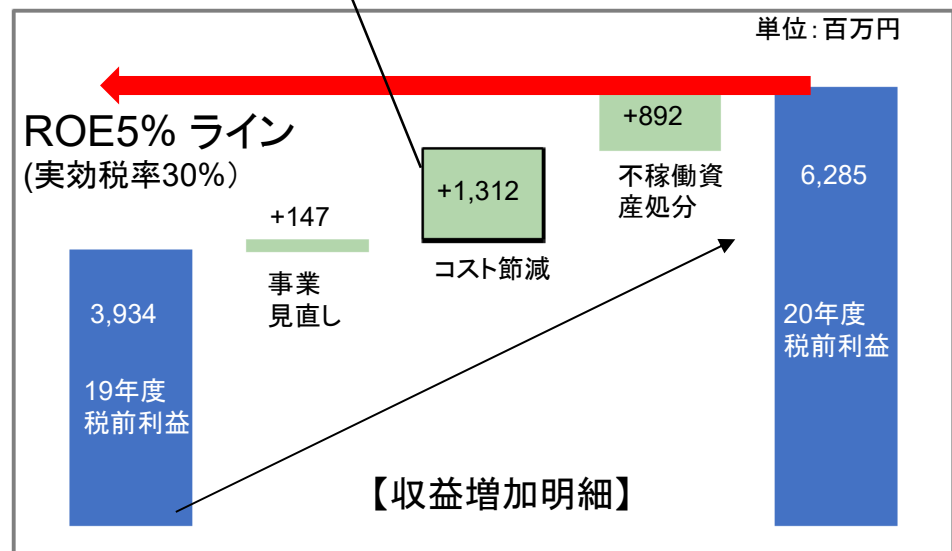 単位：百万円
ROE5% ライン
(実効税率30%）
+892
不稼働資
産処分
6,285
+1,312
コスト節減
+147
事業
見直し
3,934
19年度
税前利益
20年度
税前利益
【収益増加明細】